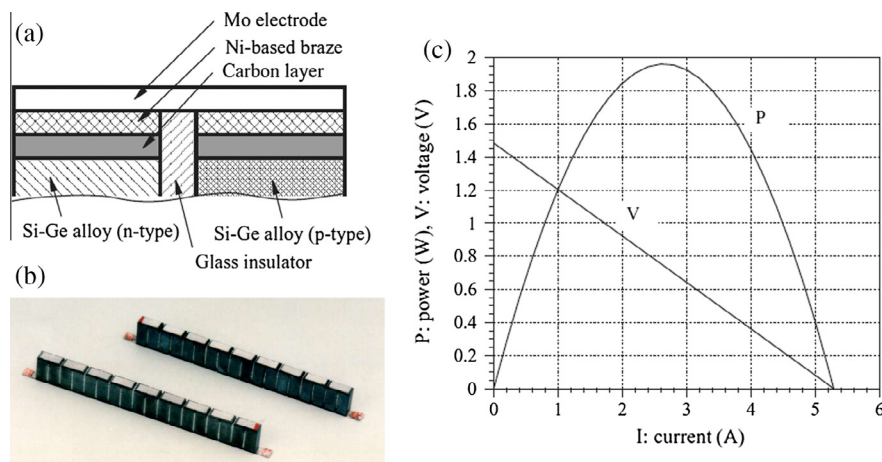 (a)
Mo electrode
Ni-based braze
Carbon layer
Si-Ge alloy (n-type)
Si-Ge alloy (p-type)
Glass insulator
(b)
(c)
P: power (W), V: voltage (V)
2
1.8
1.6
1.4
1.2
1
0.8
0.6
0.4
0.2
0
P
V
0 1 2 3 4 5 6
I: current (A)